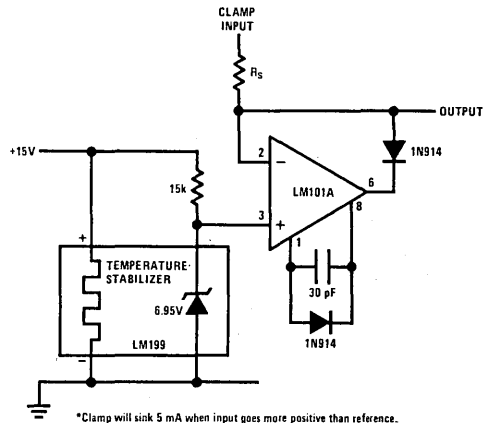 CLAMP
INPUT
RS
OUTPUT
1N914
+15V
15k
2
−
LM101A
6
8
3
+
1
30 pF
1N914
+
TEMPERATURE-
STABILIZER
6.95V
LM199
−
*Clamp will sink 5 mA when input goes more positive than reference.